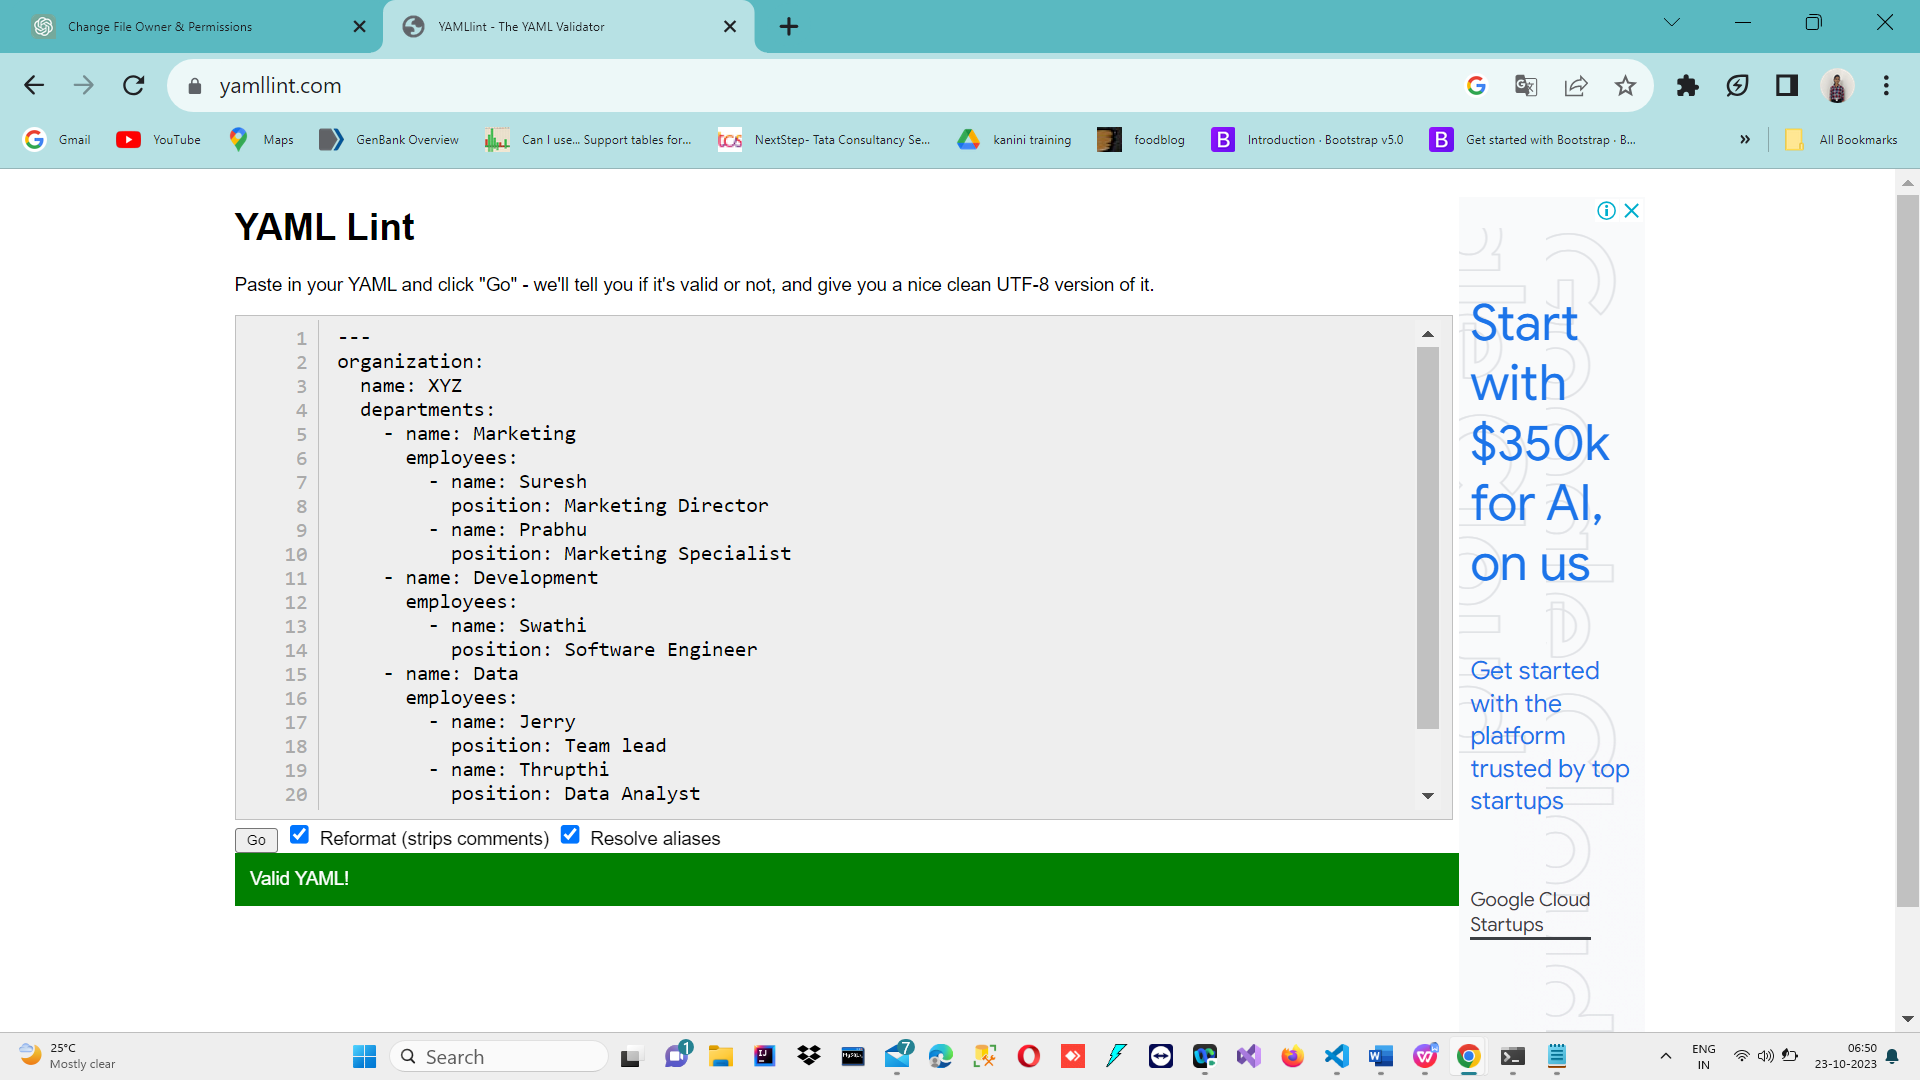 Change File Owner & Permissions
YAMLlint - The YAML Validator
yamllint.com
Gmail
YouTube
Maps
GenBank Overview
Can I use... Support tables for...
NextStep- Tata Consultancy Se...
kanini training
foodblog
Introduction · Bootstrap v5.0
Get started with Bootstrap · B...
»
All Bookmarks
YAML Lint
Paste in your YAML and click "Go" - we'll tell you if it's valid or not, and give you a nice clean UTF-8 version of it.
1 ---
2 organization:
3   name: XYZ
4   departments:
5     - name: Marketing
6       employees:
7         - name: Suresh
8           position: Marketing Director
9         - name: Prabhu
10           position: Marketing Specialist
11     - name: Development
12       employees:
13         - name: Swathi
14           position: Software Engineer
15     - name: Data
16       employees:
17         - name: Jerry
18           position: Team lead
19         - name: Thrupthi
20           position: Data Analyst
Go Reformat (strips comments) Resolve aliases
Valid YAML!
Start
with
$350k
for AI,
on us
Get started
with the
platform
trusted by top
startups
Google Cloud
Startups
25°C
Mostly clear
Search
1
7
ENG
IN
06:50
23-10-2023